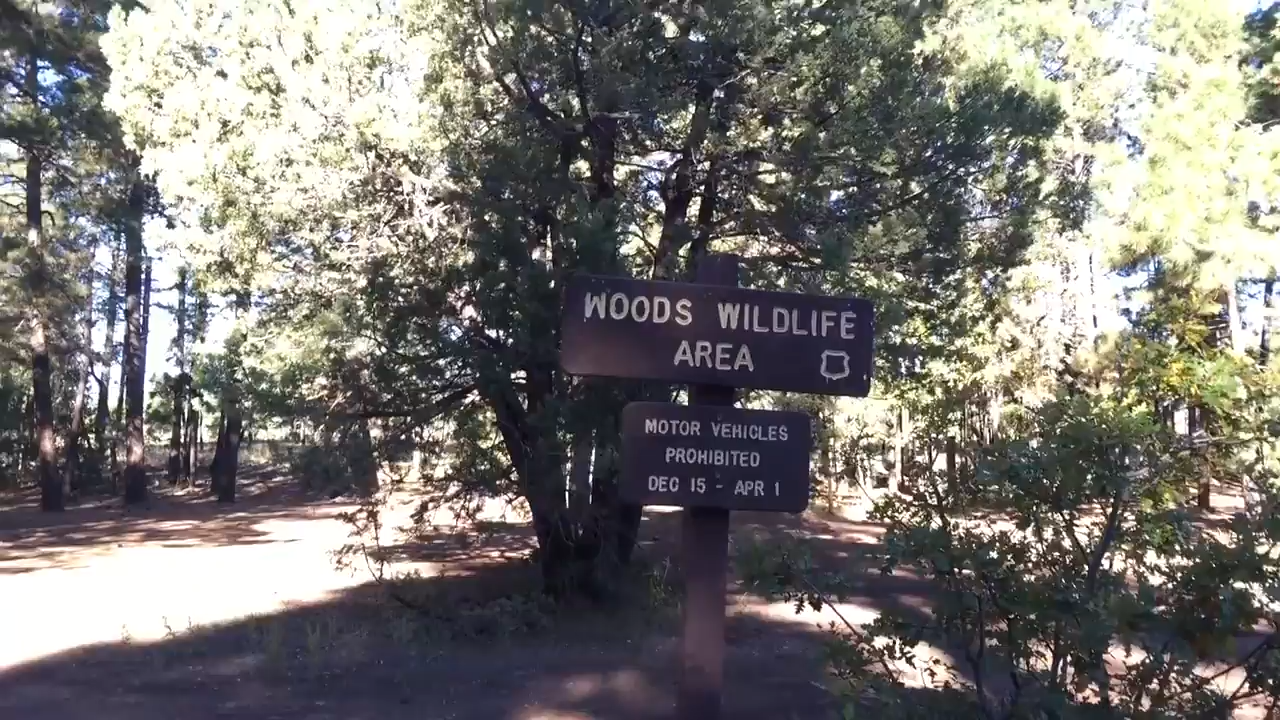 WOODS WILDLIFE
AREA
MOTOR VEHICLES
PROHIBITED
DEC 15 - APR 1